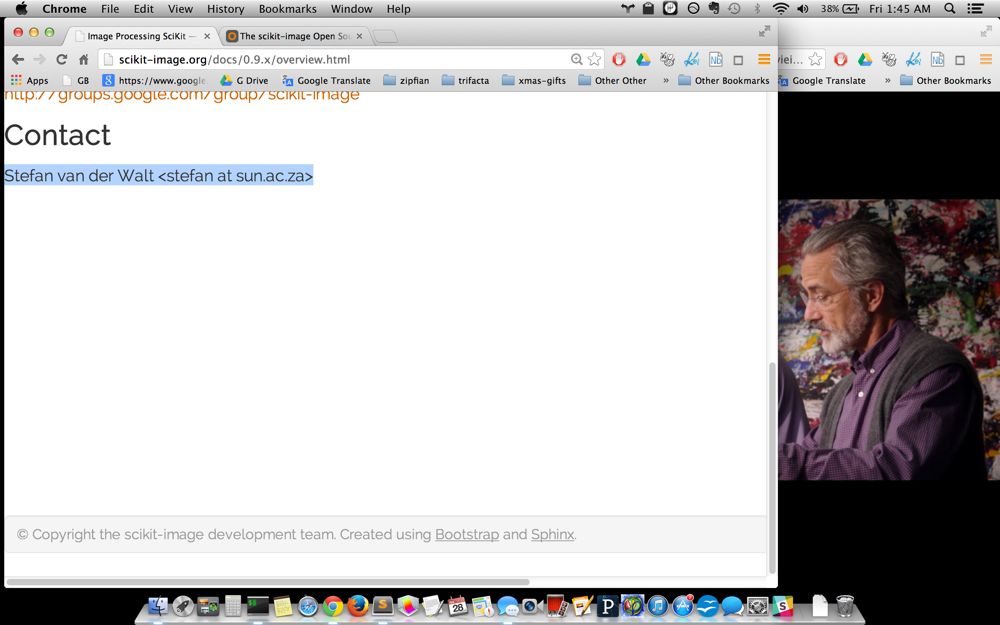 Chrome File Edit View History Bookmarks Window Help 38% Fri 1:45 AM
Image Processing SciKit — The scikit-image Open So
scikit-image.org/docs/0.9.x/overview.html
Apps GB https://www.google G Drive Google Translate zipfian trifacta xmas-gifts Other Other » Other Bookmarks Google Translate » Other Bookmarks
http://groups.google.com/group/scikit-image
Contact
Stefan van der Walt <stefan at sun.ac.za>
© Copyright the scikit-image development team. Created using Bootstrap and Sphinx.
28